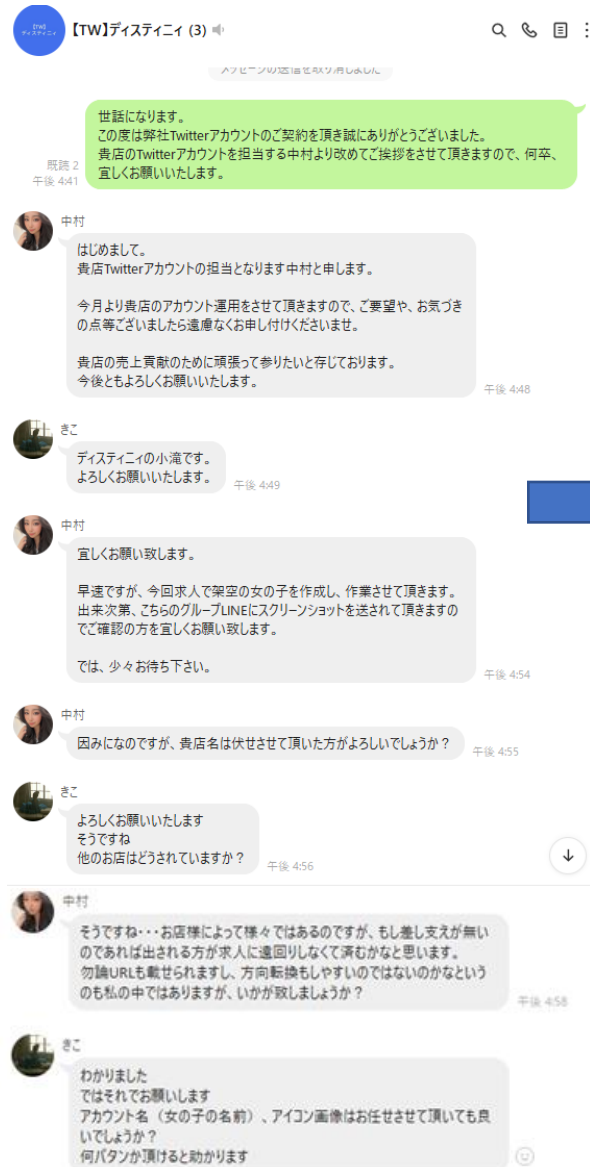 【TW】
ディスティニィ
【TW】ディスティニィ (3)
メッセージの送信を取り消しました
世話になります。
この度は弊社Twitterアカウントのご契約を頂き誠にありがとうございました。
貴店のTwitterアカウントを担当する中村より改めてご挨拶をさせて頂きますので、何卒、
宜しくお願いいたします。
既読 2
午後 4:41
中村
はじめまして。
貴店Twitterアカウントの担当となります中村と申します。
今月より貴店のアカウント運用をさせて頂きますので、ご要望や、お気づき
の点等ございましたら遠慮なくお申し付けくださいませ。
貴店の売上貢献のために頑張って参りたいと存じております。
今後ともよろしくお願いいたします。
午後 4:48
きこ
ディスティニィの小滝です。
よろしくお願いいたします。
午後 4:49
中村
宜しくお願い致します。
早速ですが、今回求人で架空の女の子を作成し、作業させて頂きます。
出来次第、こちらのグループLINEにスクリーンショットを送されて頂きますの
でご確認の方を宜しくお願い致します。
では、少々お待ち下さい。
午後 4:54
中村
因みになのですが、貴店名は伏せさせて頂いた方がよろしいでしょうか？
午後 4:55
きこ
よろしくお願いいたします
そうですね
他のお店はどうされていますか？
午後 4:56
中村
そうですね・・・お店様によって様々ではあるのですが、もし差し支えが無い
のであれば出される方が求人に遠回りしなくて済むかなと思います。
勿論URLも載せられますし、方向転換もしやすいのではないのかなという
のも私の中ではありますが、いかが致しましょうか？
午後 4:58
きこ
わかりました
ではそれでお願いします
アカウント名（女の子の名前）、アイコン画像はお任せさせて頂いても良
いでしょうか？
何パタンか頂けると助かります